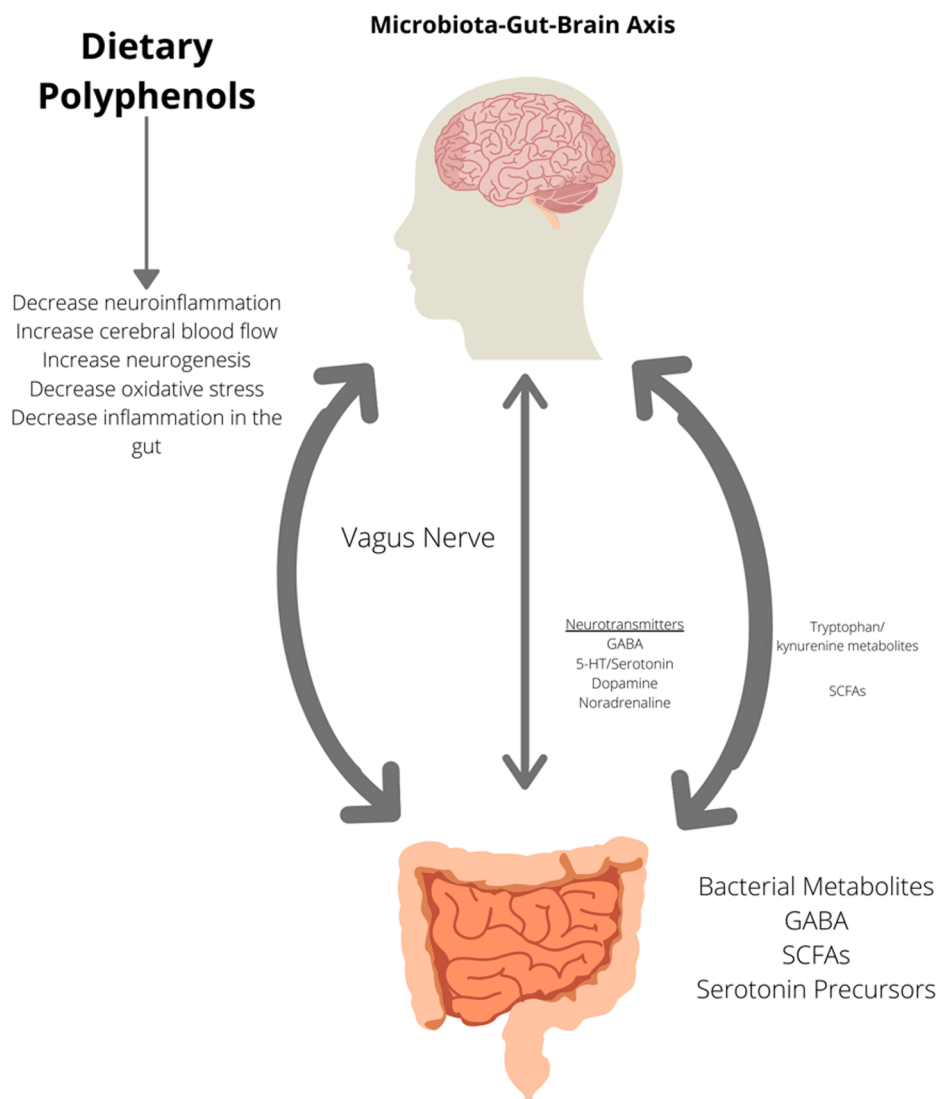 Microbiota-Gut-Brain Axis
Dietary
Polyphenols
Decrease neuroinflammation
Increase cerebral blood flow
Increase neurogenesis
Decrease oxidative stress
Decrease inflammation in the
gut
Vagus Nerve
Neurotransmitters
GABA
5-HT/Serotonin
Dopamine
Noradrenaline
Tryptophan/
kynurenine metabolites
SCFAs
Bacterial Metabolites
GABA
SCFAs
Serotonin Precursors